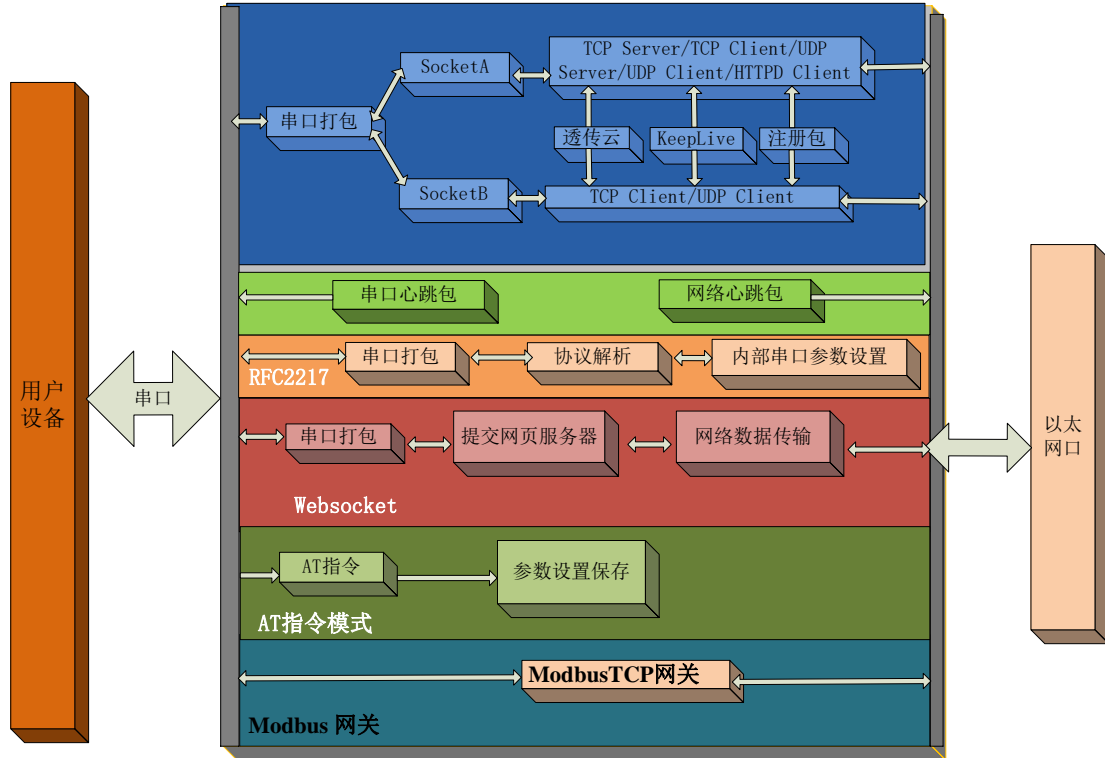 TCP Server/TCP Client/UDP
Server/UDP Client/HTTPD Client
SocketA
串口打包
透传云
KeepLive
注册包
SocketB
TCP Client/UDP Client
串口心跳包
网络心跳包
串口打包
协议解析
内部串口参数设置
RFC2217
用户
设备
串口
串口打包
提交网页服务器
网络数据传输
Websocket
以太
网口
AT指令
参数设置保存
AT指令模式
ModbusTCP网关
Modbus 网关